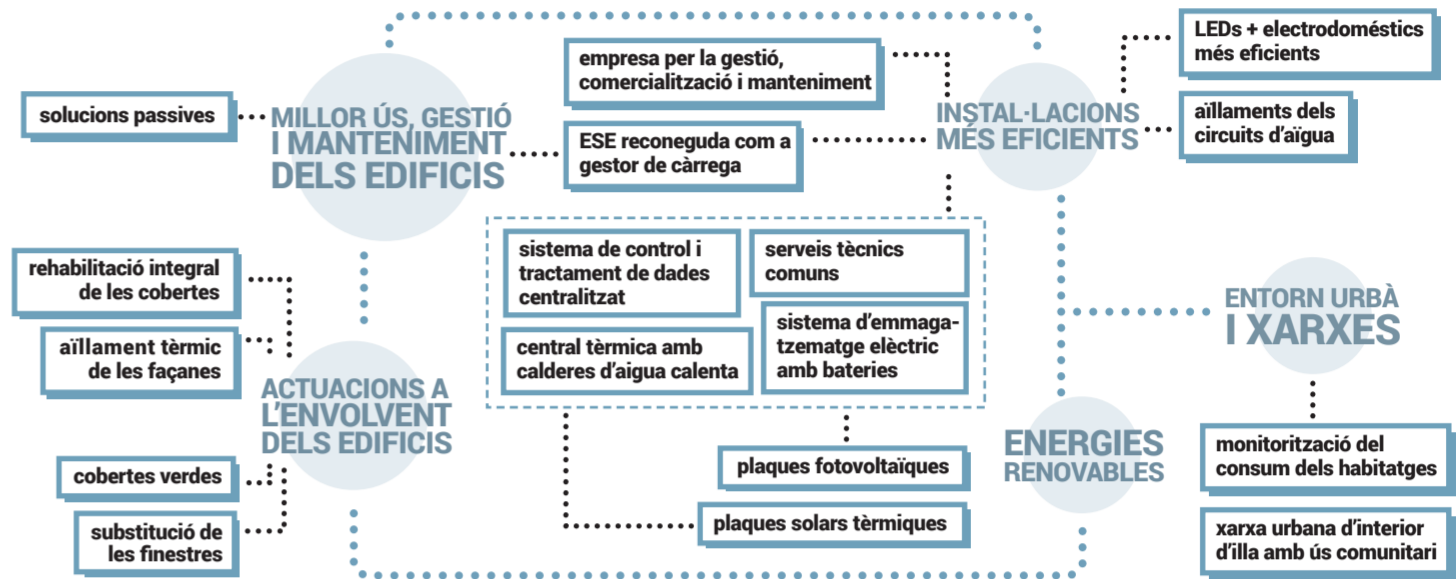 solucions passives
MILLOR ÚS, GESTIÓ
I MANTENIMENT
DELS EDIFICIS
empresa per la gestió,
comercialització i manteniment
ESE reconeguda com a
gestor de càrrega
INSTAL·LACIONS
MÉS EFICIENTS
LEDs + electrodoméstics
més eficients
aïllaments dels
circuits d’aïgua
rehabilitació integral
de les cobertes
aïllament tèrmic
de les façanes
ACTUACIONS A
L’ENVOLVENT
DELS EDIFICIS
cobertes verdes
substitució de
les finestres
sistema de control i
tractament de dades
centralitzat
serveis tècnics
comuns
central tèrmica amb
calderes d’aigua calenta
sistema d’emmaga-
tzematge elèctric
amb bateries
plaques fotovoltaïques
plaques solars tèrmiques
ENERGIES
RENOVABLES
ENTORN URBÀ
I XARXES
monitorització del
consum dels habitatges
xarxa urbana d’interior
d’illa amb ús comunitari